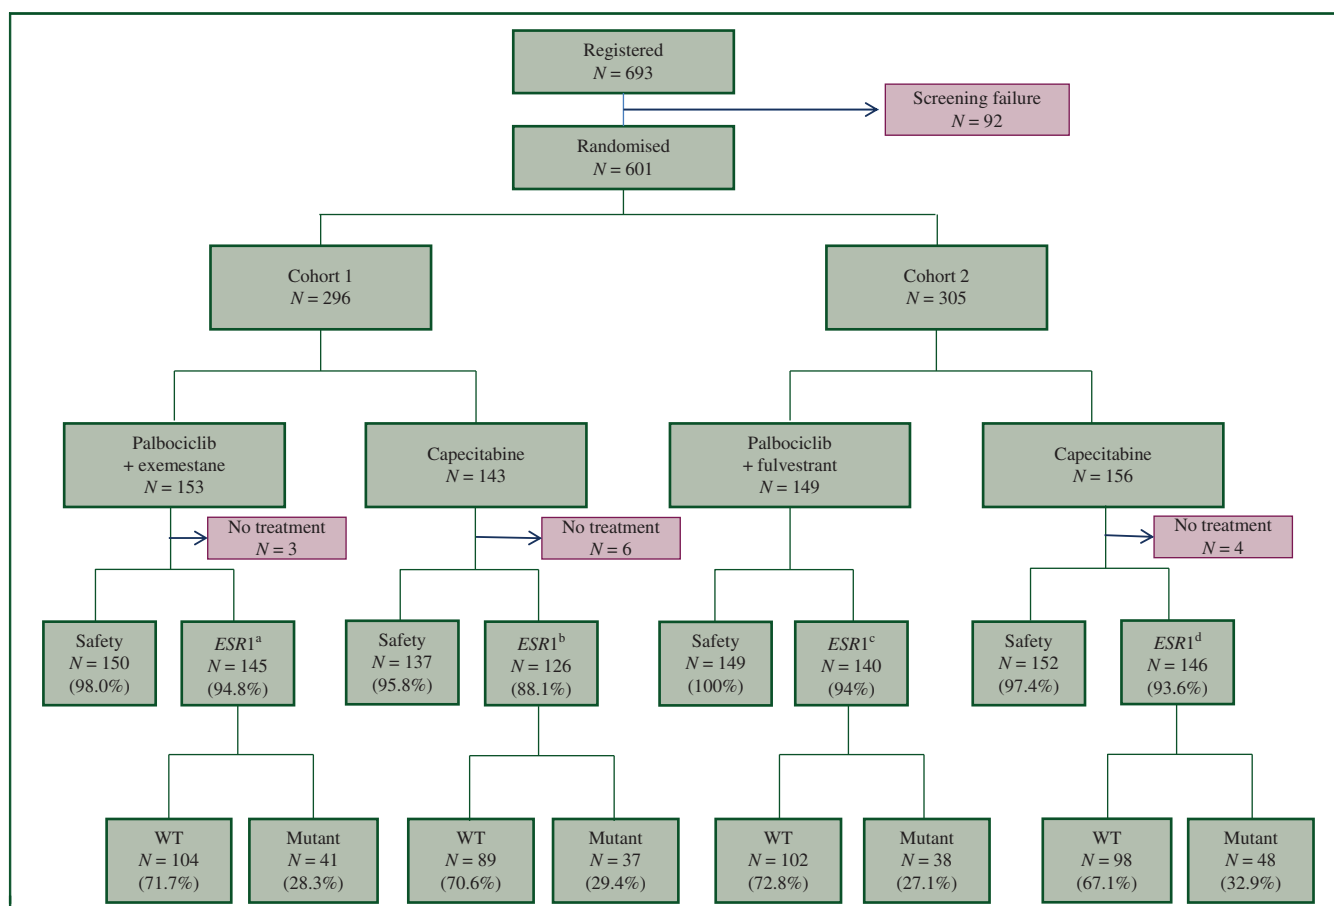 Registered
N = 693
Screening failure
N = 92
Randomised
N = 601
Cohort 1
N = 296
Cohort 2
N = 305
Palbociclib
+ exemestane
N = 153
Capecitabine
N = 143
Palbociclib
+ fulvestrant
N = 149
Capecitabine
N = 156
No treatment
N = 3
No treatment
N = 6
No treatment
N = 4
Safety
N = 150
(98.0%)
ESR1a
N = 145
(94.8%)
Safety
N = 137
(95.8%)
ESR1b
N = 126
(88.1%)
Safety
N = 149
(100%)
ESR1c
N = 140
(94%)
Safety
N = 152
(97.4%)
ESR1d
N = 146
(93.6%)
WT
N = 104
(71.7%)
Mutant
N = 41
(28.3%)
WT
N = 89
(70.6%)
Mutant
N = 37
(29.4%)
WT
N = 102
(72.8%)
Mutant
N = 38
(27.1%)
WT
N = 98
(67.1%)
Mutant
N = 48
(32.9%)